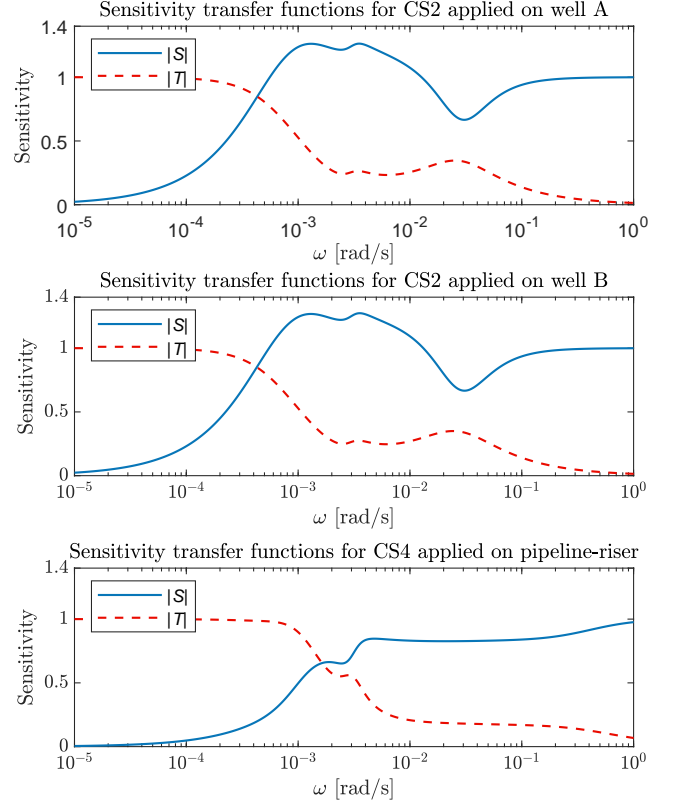 Sensitivity transfer functions for CS2 applied on well A
1.4
1
0.5
0
Sensitivity
|S|
|T|
10^-5 10^-4 10^-3 10^-2 10^-1 10^0
ω [rad/s]
Sensitivity transfer functions for CS2 applied on well B
1.4
1
0.5
0
Sensitivity
|S|
|T|
10^-5 10^-4 10^-3 10^-2 10^-1 10^0
ω [rad/s]
Sensitivity transfer functions for CS4 applied on pipeline-riser
1.4
1
0.5
0
Sensitivity
|S|
|T|
10^-5 10^-4 10^-3 10^-2 10^-1 10^0
ω [rad/s]